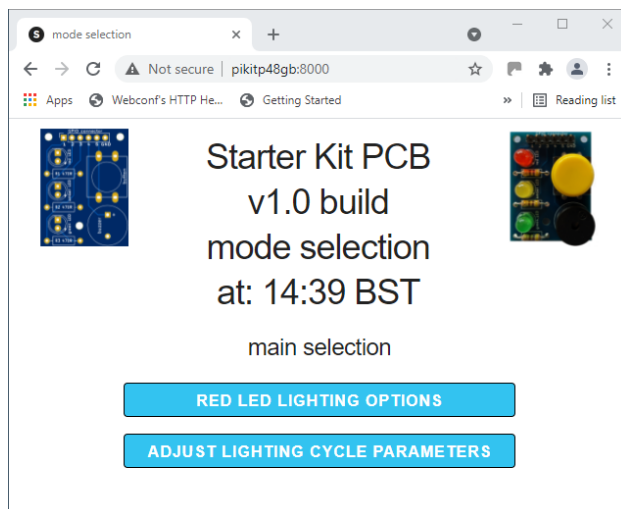 S mode selection
Not secure | pikitp48gb:8000
Apps Webconf's HTTP He... Getting Started » Reading list
Starter Kit PCB
v1.0 build
mode selection
at: 14:39 BST
main selection
RED LED LIGHTING OPTIONS
ADJUST LIGHTING CYCLE PARAMETERS